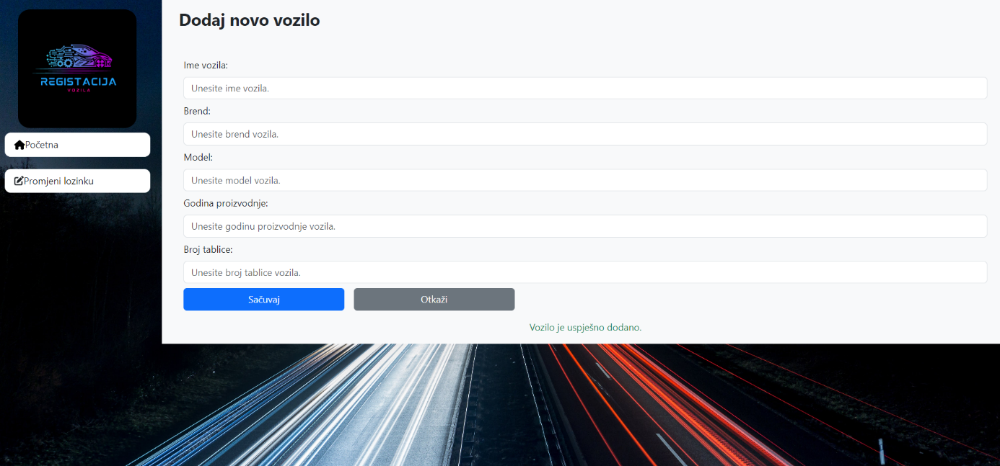 Dodaj novo vozilo
REGISTACIJA
VOZILA
Početna
Promjeni lozinku
Ime vozila:
Unesite ime vozila.
Brend:
Unesite brend vozila.
Model:
Unesite model vozila.
Godina proizvodnje:
Unesite godinu proizvodnje vozila.
Broj tablice:
Unesite broj tablice vozila.
Sačuvaj
Otkaži
Vozilo je uspješno dodano.